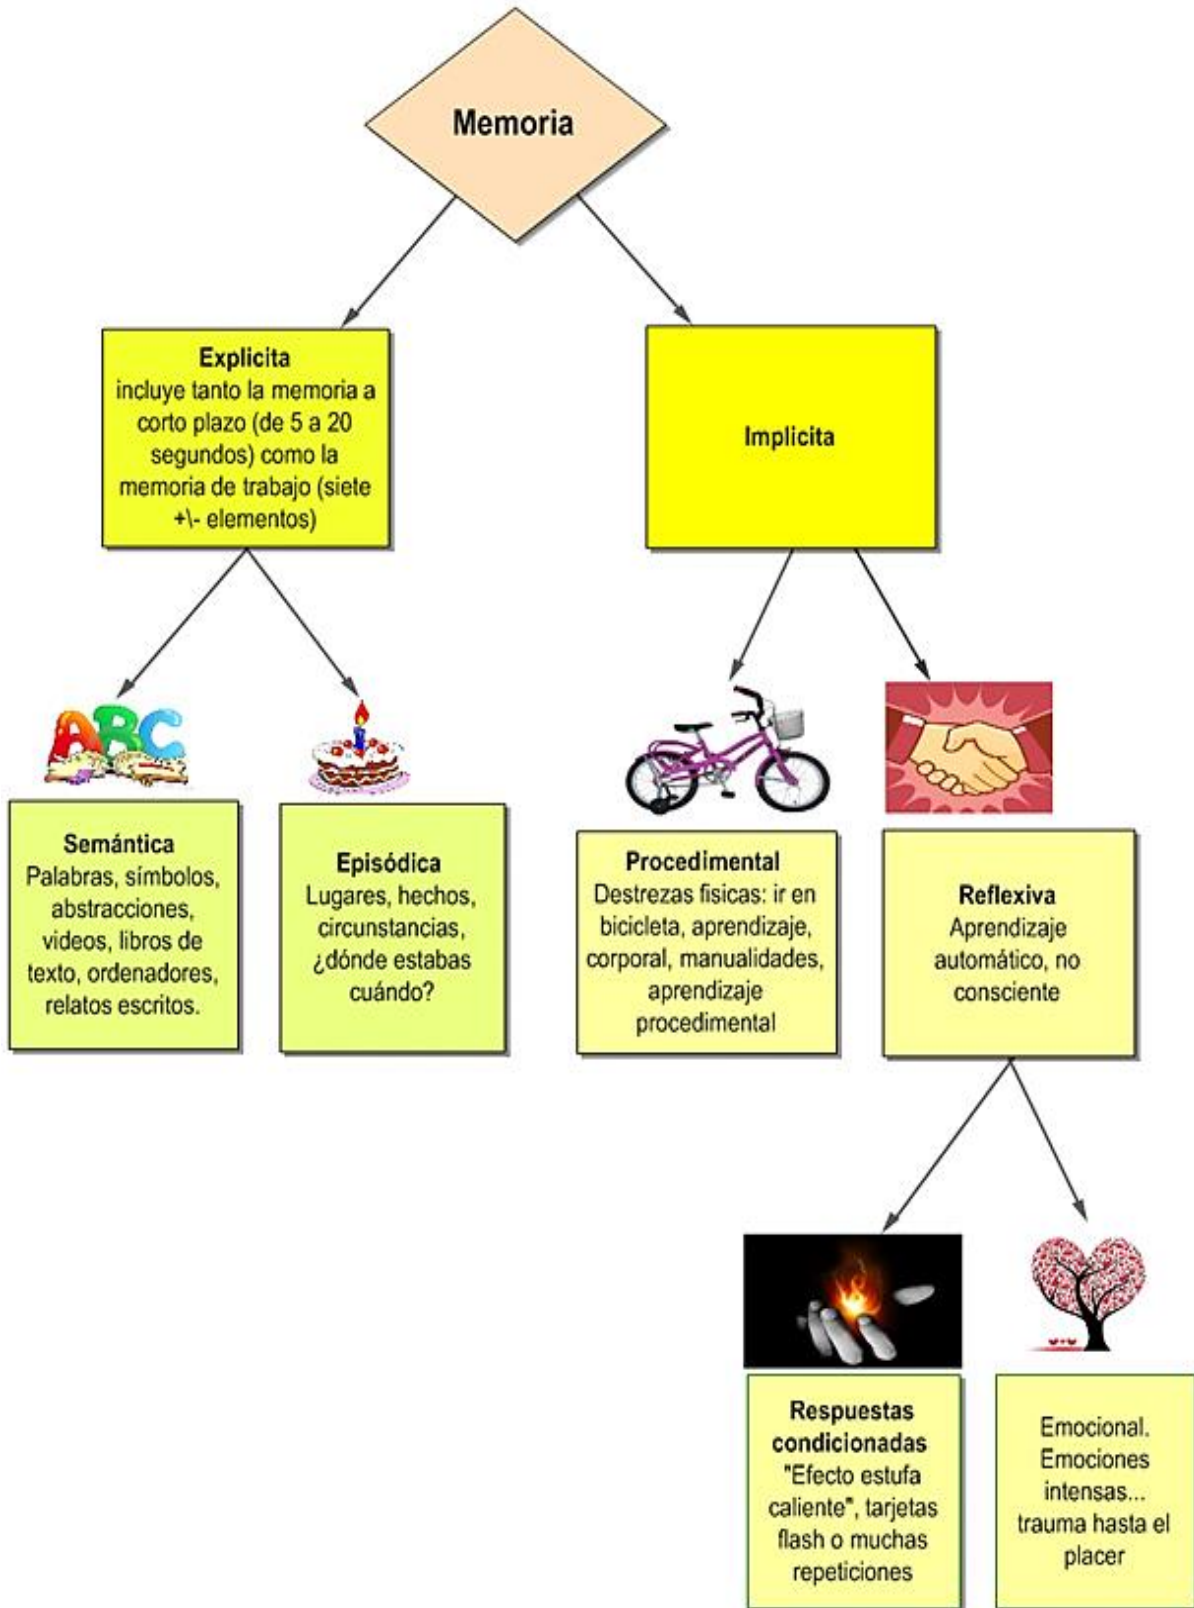 Memoria
Explicita
incluye tanto la memoria a
corto plazo (de 5 a 20
segundos) como la
memoria de trabajo (siete
+\- elementos)
Implicita
ABC
Semántica
Palabras, símbolos,
abstracciones,
videos, libros de
texto, ordenadores,
relatos escritos.
Episódica
Lugares, hechos,
circunstancias,
¿dónde estabas
cuándo?
Procedimental
Destrezas fisicas: ir en
bicicleta, aprendizaje,
corporal, manualidades,
aprendizaje
procedimental
Reflexiva
Aprendizaje
automático, no
consciente
Respuestas
condicionadas
"Efecto estufa
caliente", tarjetas
flash o muchas
repeticiones
Emocional.
Emociones
intensas...
trauma hasta el
placer